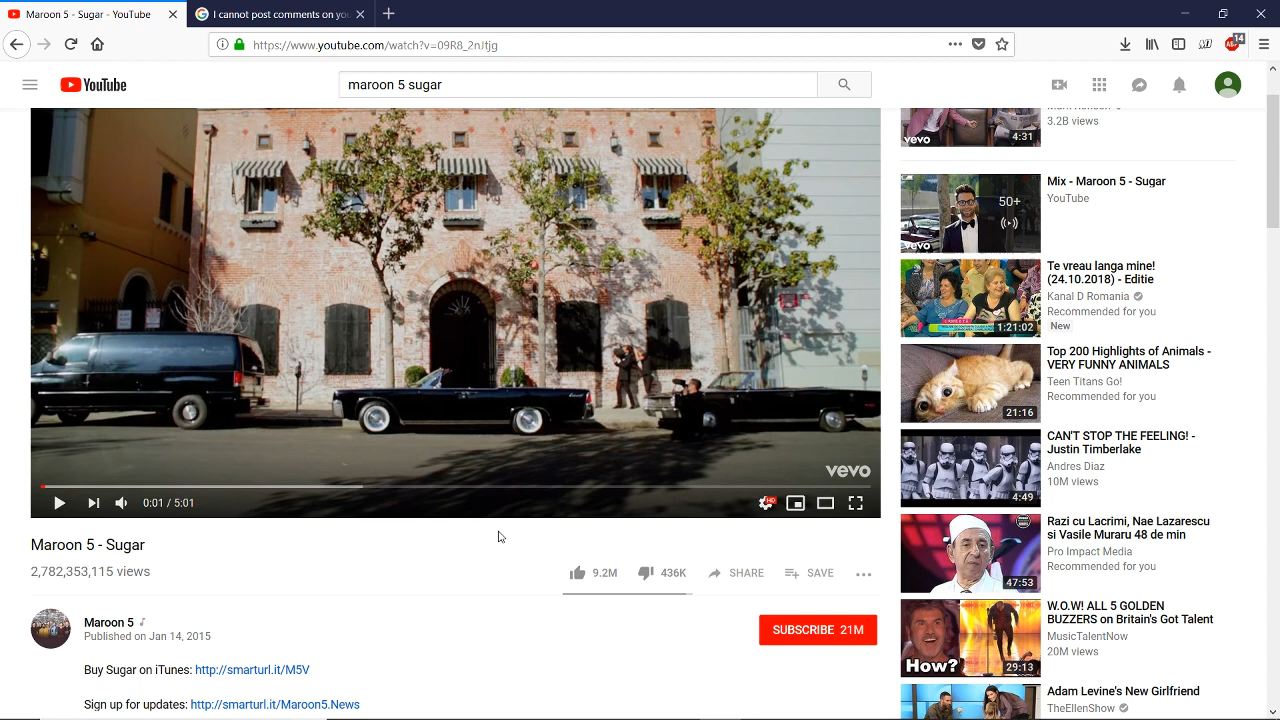 Maroon 5 - Sugar - YouTube
I cannot post comments on you
https://www.youtube.com/watch?v=09R8_2nJtjg
14
YouTube
maroon 5 sugar
vevo
0:01 / 5:01
HD
Maroon 5 - Sugar
2,782,353,115 views
9.2M
436K
SHARE
SAVE
Maroon 5
Published on Jan 14, 2015
SUBSCRIBE 21M
Buy Sugar on iTunes: http://smarturl.it/M5V
Sign up for updates: http://smarturl.it/Maroon5.News
3.2B views
vevo
4:31
Mix - Maroon 5 - Sugar
YouTube
50+
vevo
Te vreau langa mine!
(24.10.2018) - Editie
Kanal D Romania
Recommended for you
New
1:21:02
Top 200 Highlights of Animals -
VERY FUNNY ANIMALS
Teen Titans Go!
Recommended for you
21:16
CAN'T STOP THE FEELING! -
Justin Timberlake
Andres Diaz
10M views
4:49
Razi cu Lacrimi, Nae Lazarescu
si Vasile Muraru 48 de min
Pro Impact Media
Recommended for you
47:53
W.O.W! ALL 5 GOLDEN
BUZZERS on Britain's Got Talent
MusicTalentNow
20M views
How?
29:13
Adam Levine's New Girlfriend
TheEllenShow